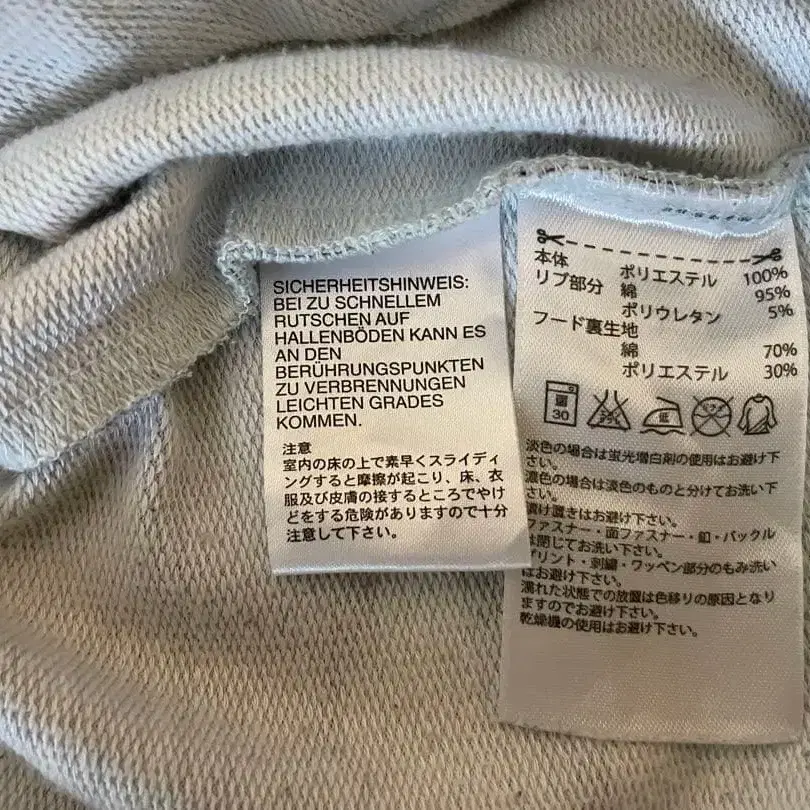 SICHERHEITSHINWEIS:
BEI ZU SCHNELLEM
RUTSCHEN AUF
HALLENBÖDEN KANN ES
AN DEN
BERÜHRUNGSPUNKTEN
ZU VERBRENNUNGEN
LEICHTEN GRADES
KOMMEN.
注意
室内の床の上で素早くスライディ
ングすると摩擦が起こり、床、衣
服及び皮膚の接するところでやけ
どをする危険がありますので十分
注意して下さい。
本体 ポリエステル 100%
リブ部分 綿 95%
ポリウレタン 5%
フード裏生地
綿 70%
ポリエステル 30%
30 低
淡色の場合は蛍光増白剤の使用はお避け下
さい。
濃色の場合は淡色のものと分けてお洗い下
さい。
置き はお避け下さい。
ファスナー・面ファスナー・釦・バックル
は閉じてお洗い下さい。
プリント・刺繍・ワッペン部分のもみ洗い
はお避け下さい。
濡れた状態での放置は色移りの原因となり
ますのでお避け下さい。
乾燥機の使用はお避け下さい。